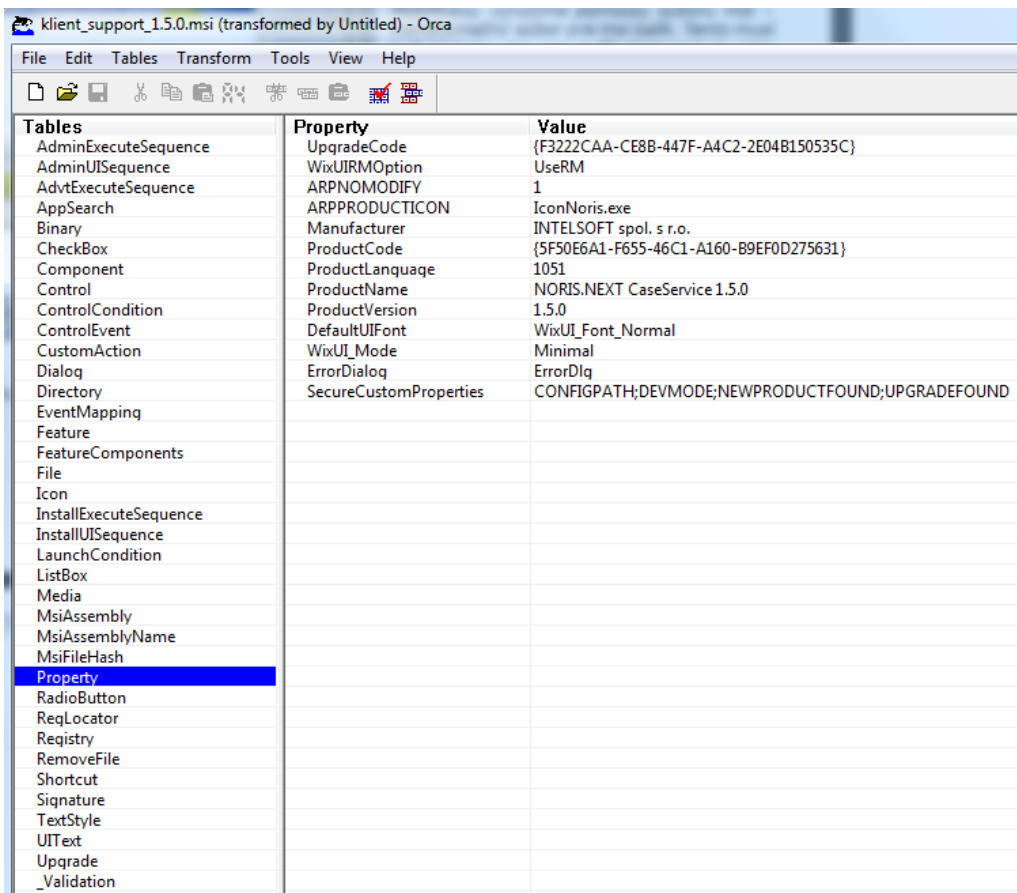 klient_support_1.5.0.msi (transformed by Untitled) - Orca
File Edit Tables Transform Tools View Help
Tables Property Value
AdminExecuteSequence UpgradeCode {F3222CAA-CE8B-447F-A4C2-2E04B150535C}
AdminUISequence WixUIRMOption UseRM
AdvtExecuteSequence ARPNOMODIFY 1
AppSearch ARPPRODUCTICON IconNoris.exe
Binary Manufacturer INTELSOFT spol. s r.o.
CheckBox ProductCode {5F50E6A1-F655-46C1-A160-B9EF0D275631}
Component ProductLanguage 1051
Control ProductName NORIS.NEXT CaseService 1.5.0
ControlCondition ProductVersion 1.5.0
ControlEvent DefaultUIFont WixUI_Font_Normal
CustomAction WixUI_Mode Minimal
Dialog ErrorDialog ErrorDlg
Directory SecureCustomProperties CONFIGPATH;DEVMODE;NEWPRODUCTFOUND;UPGRADEFOUND
EventMapping
Feature
FeatureComponents
File
Icon
InstallExecuteSequence
InstallUISequence
LaunchCondition
ListBox
Media
MsiAssembly
MsiAssemblyName
MsiFileHash
Property
RadioButton
RegLocator
Registry
RemoveFile
Shortcut
Signature
TextStyle
UIText
Upgrade
_Validation